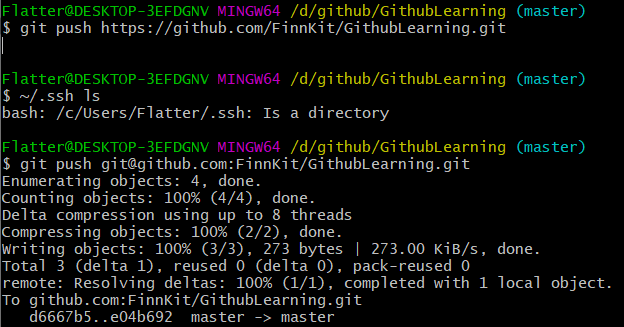 Flatter@DESKTOP-3EFDGNV MINGW64 /d/github/GithubLearning (master)
$ git push https://github.com/FinnKit/GithubLearning.git
Flatter@DESKTOP-3EFDGNV MINGW64 /d/github/GithubLearning (master)
$ ~/.ssh ls
bash: /c/Users/Flatter/.ssh: Is a directory
Flatter@DESKTOP-3EFDGNV MINGW64 /d/github/GithubLearning (master)
$ git push git@github.com:FinnKit/GithubLearning.git
Enumerating objects: 4, done.
Counting objects: 100% (4/4), done.
Delta compression using up to 8 threads
Compressing objects: 100% (2/2), done.
Writing objects: 100% (3/3), 273 bytes | 273.00 KiB/s, done.
Total 3 (delta 1), reused 0 (delta 0), pack-reused 0
remote: Resolving deltas: 100% (1/1), completed with 1 local object.
To github.com:FinnKit/GithubLearning.git
   d6667b5..e04b692  master -> master